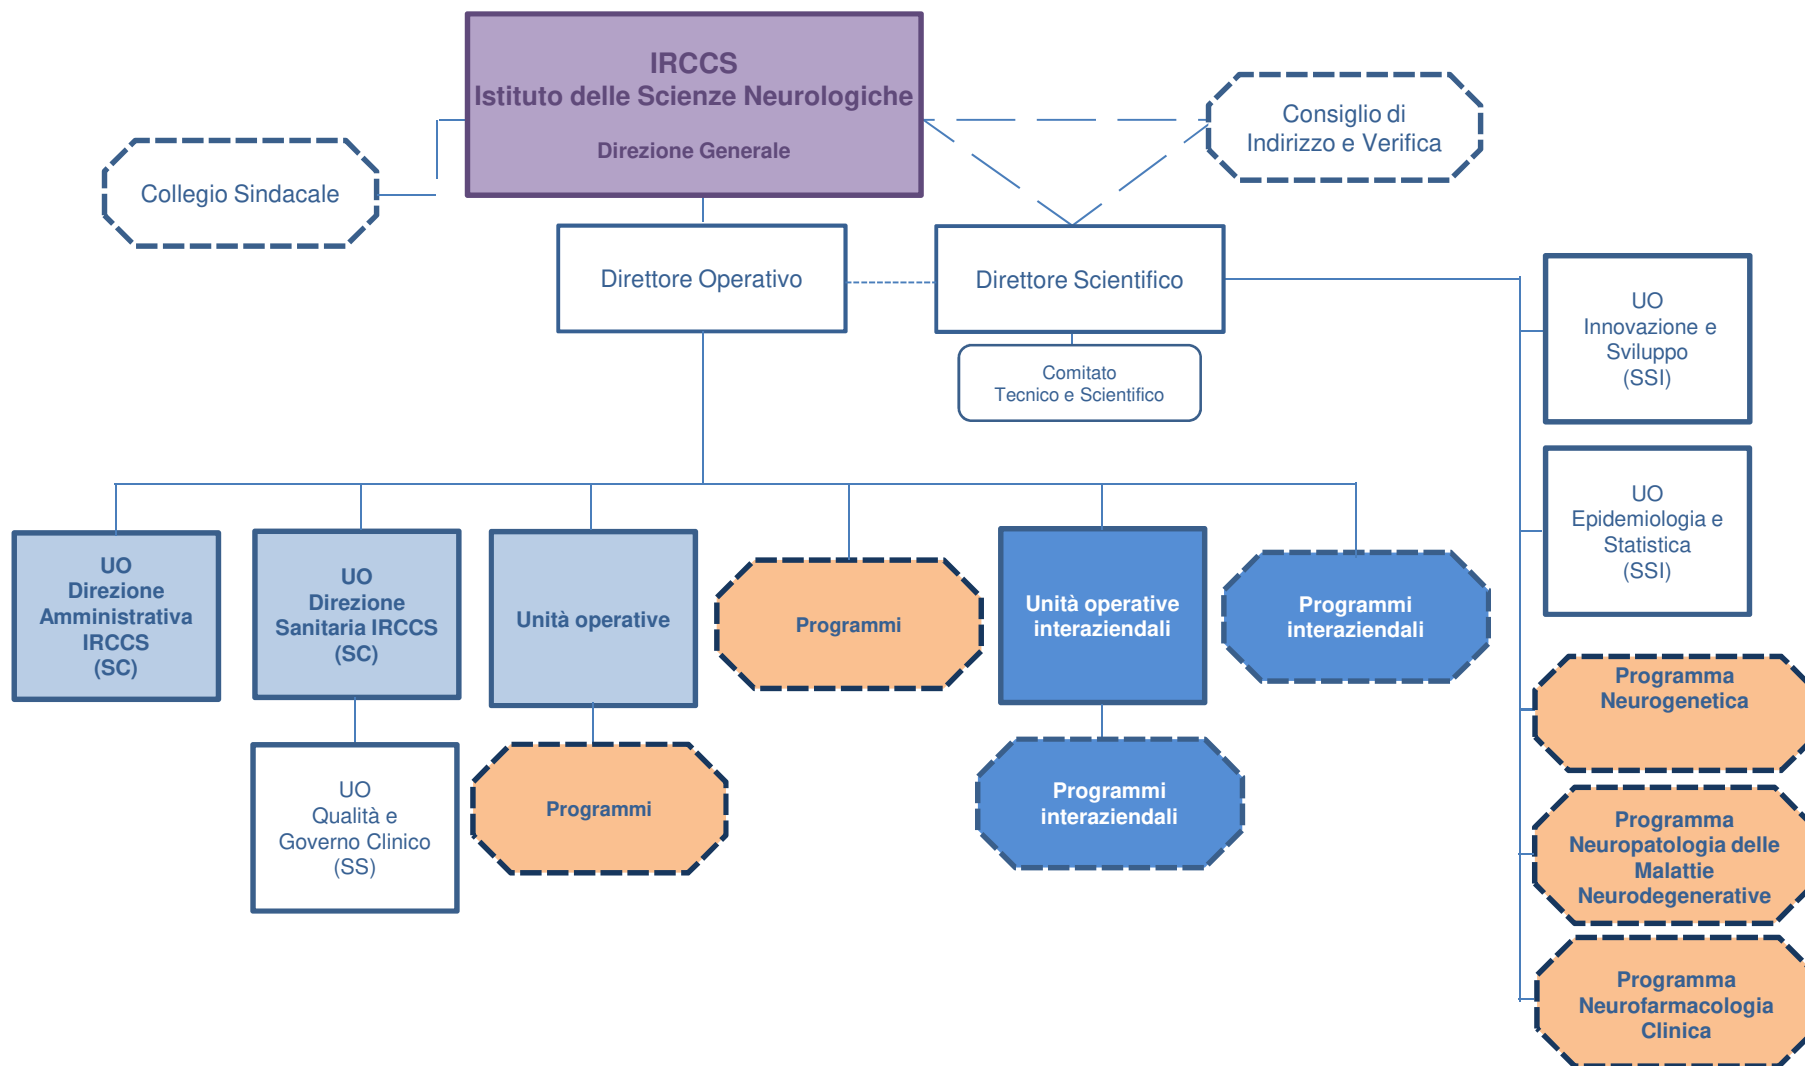 IRCCS
Istituto delle Scienze Neurologiche
Direzione Generale
Consiglio di
Indirizzo e Verifica
Collegio Sindacale
Direttore Operativo
Direttore Scientifico
Comitato
Tecnico e Scientifico
UO
Innovazione e
Sviluppo
(SSI)
UO
Epidemiologia e
Statistica
(SSI)
UO
Direzione
Amministrativa
IRCCS
(SC)
UO
Direzione
Sanitaria IRCCS
(SC)
Unità operative
Programmi
Unità operative
interaziendali
Programmi
interaziendali
Programma
Neurogenetica
UO
Qualità e
Governo Clinico
(SS)
Programmi
Programmi
interaziendali
Programma
Neuropatologia delle
Malattie
Neurodegenerative
Programma
Neurofarmacologia
Clinica